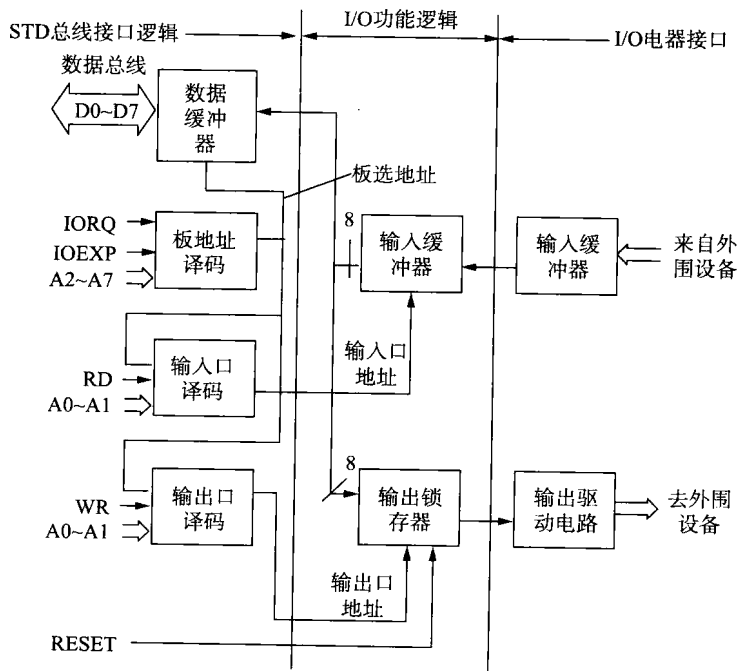 STD总线接口逻辑
I/O功能逻辑
I/O电器接口
数据总线
D0~D7
数据
缓冲
器
板选地址
IORQ
IOEXP
A2~A7
板地址
译码
8
输入缓
冲器
输入缓
冲器
来自外
围设备
RD
A0~A1
输入口
译码
输入口
地址
WR
A0~A1
输出口
译码
8
输出锁
存器
输出驱
动电路
去外围
设备
输出口
地址
RESET